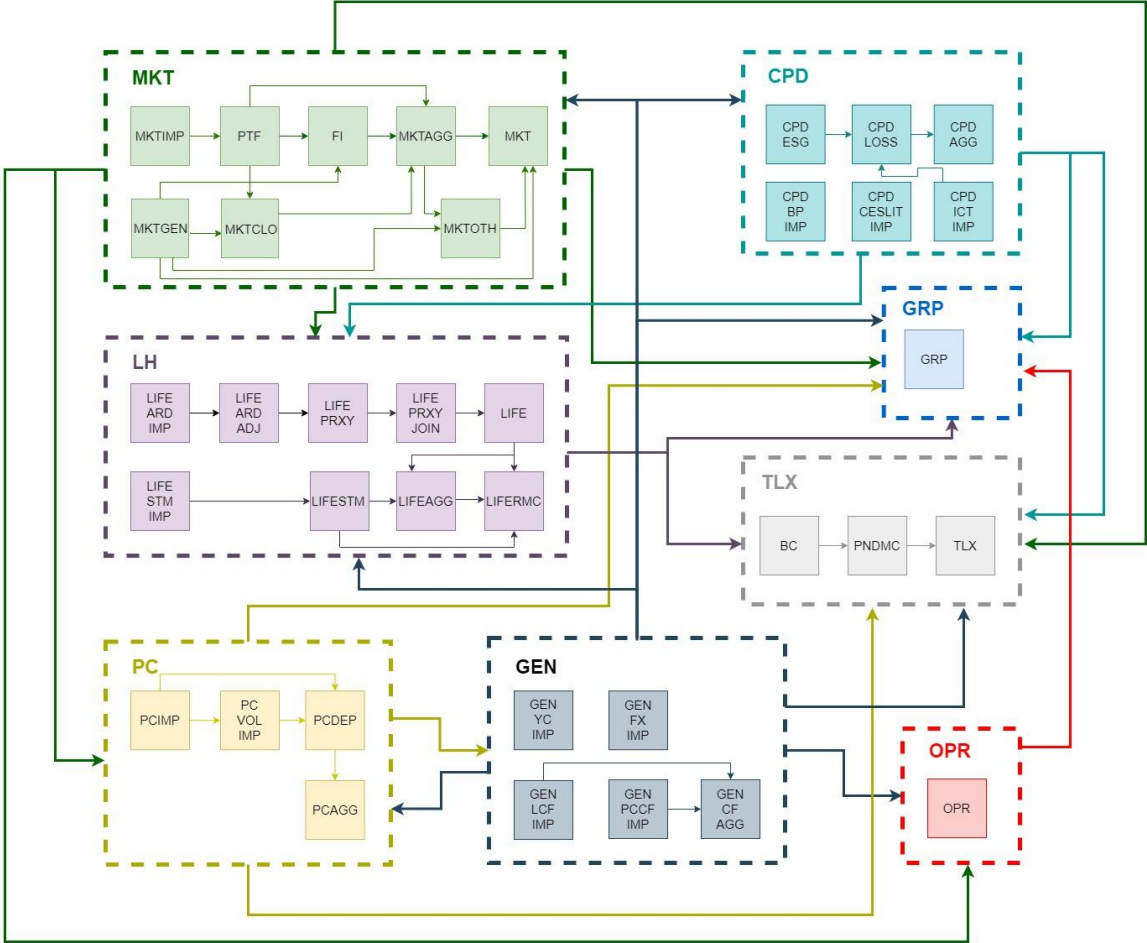 MKT
MKTIMP
PTF
FI
MKTAGG
MKT
MKTGEN
MKTCLO
MKTOTH
CPD
CPD
ESG
CPD
LOSS
CPD
AGG
CPD
BP
IMP
CPD
CESLIT
IMP
CPD
ICT
IMP
GRP
GRP
LH
LIFE
ARD
IMP
LIFE
ARD
ADJ
LIFE
PRXY
LIFE
PRXY
JOIN
LIFE
LIFE
STM
IMP
LIFESTM
LIFEAGG
LIFERMC
TLX
BC
PNDMC
TLX
PC
PCIMP
PC
VOL
IMP
PCDEP
PCAGG
GEN
GEN
YC
IMP
GEN
FX
IMP
GEN
LCF
IMP
GEN
PCCF
IMP
GEN
CF
AGG
OPR
OPR